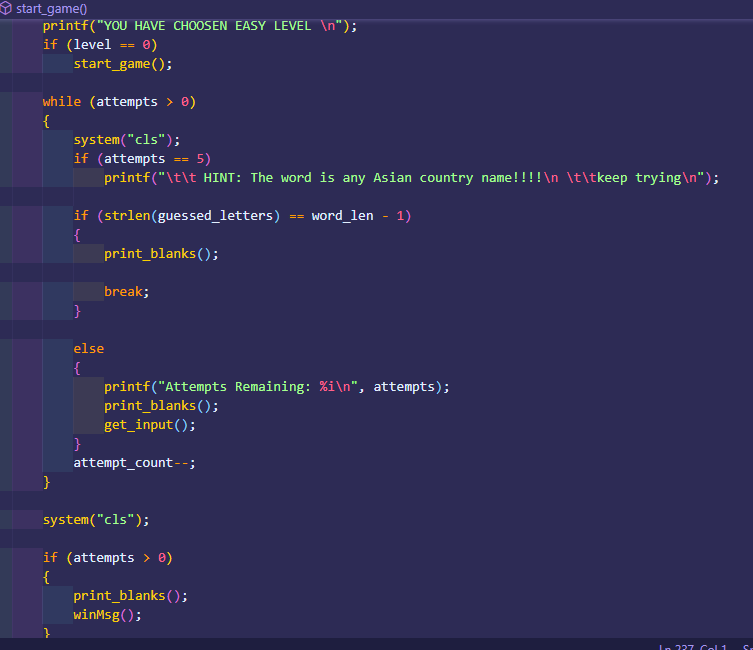 start_game()
printf("YOU HAVE CHOOSEN EASY LEVEL \n");
if (level == 0)
start_game();
while (attempts > 0)
{
system("cls");
if (attempts == 5)
printf("\t\t HINT: The word is any Asian country name!!!!\n \t\tkeep trying\n");
if (strlen(guessed_letters) == word_len - 1)
{
print_blanks();
break;
}
else
{
printf("Attempts Remaining: %i\n", attempts);
print_blanks();
get_input();
}
attempt_count--;
}
system("cls");
if (attempts > 0)
{
print_blanks();
winMsg();
}
Ln 237, Col 1